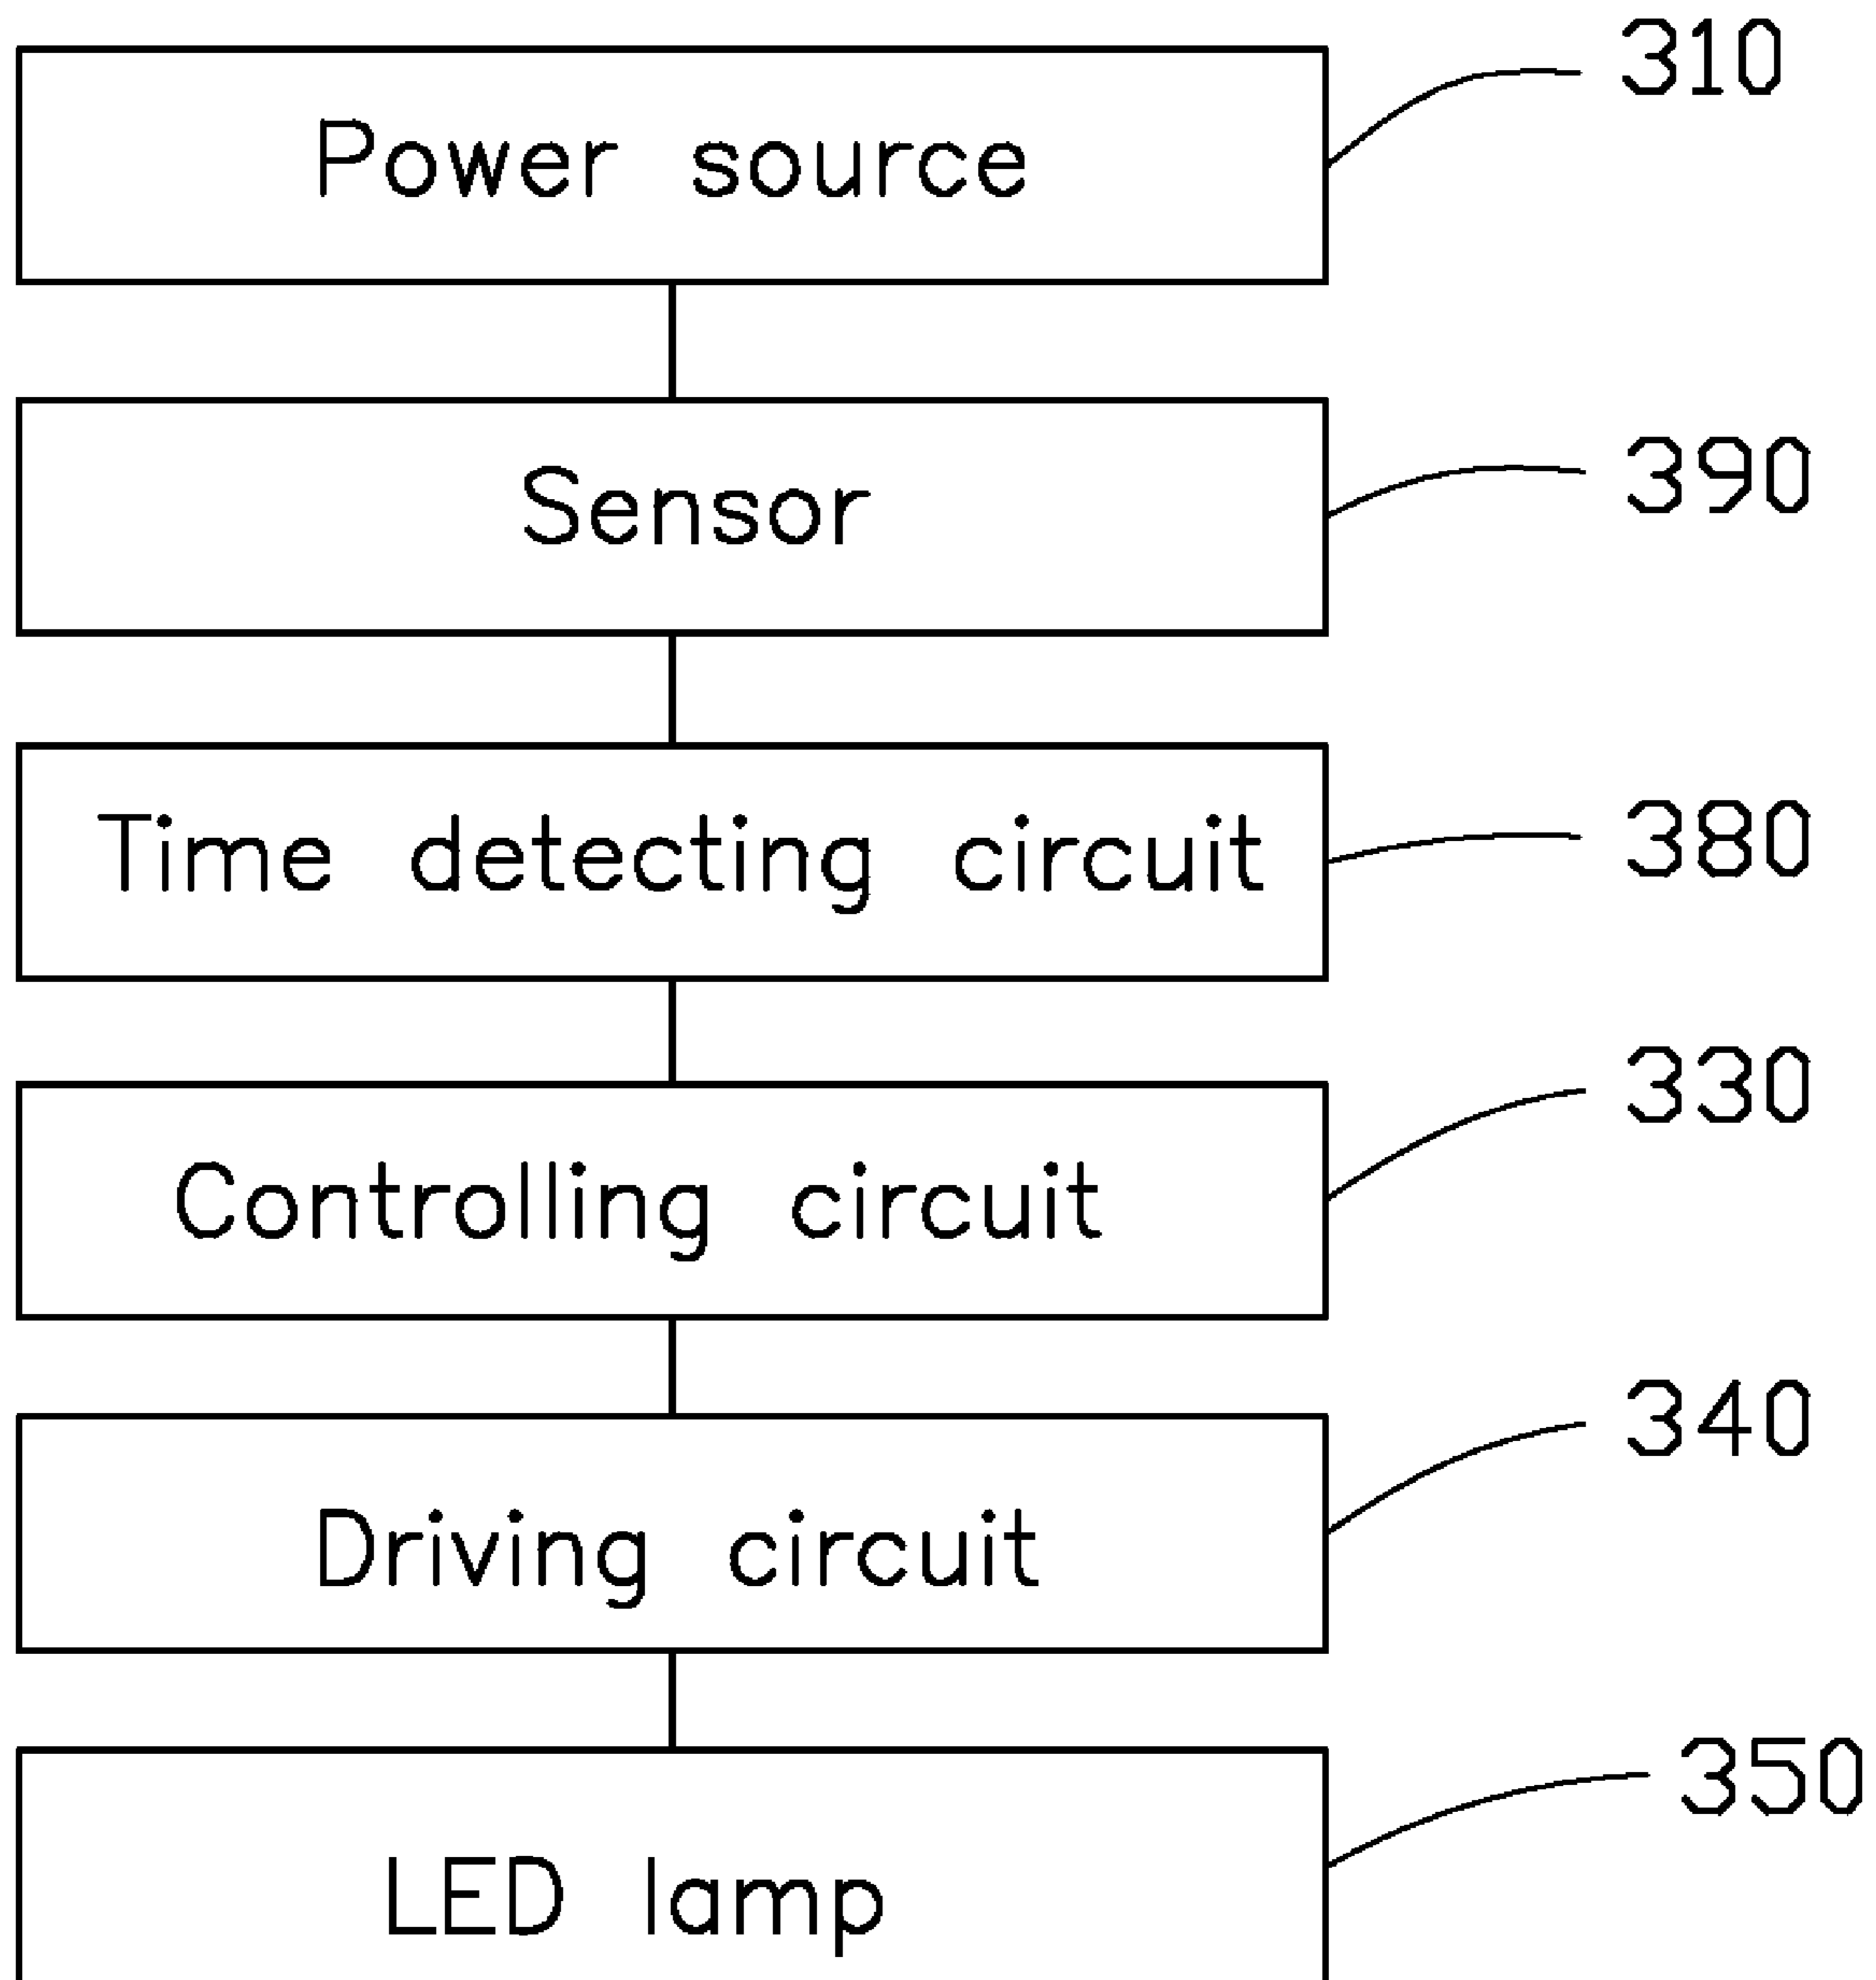 310
Power source
390
Sensor
380
Time detecting circuit
330
Controlling circuit
340
Driving circuit
350
LED lamp